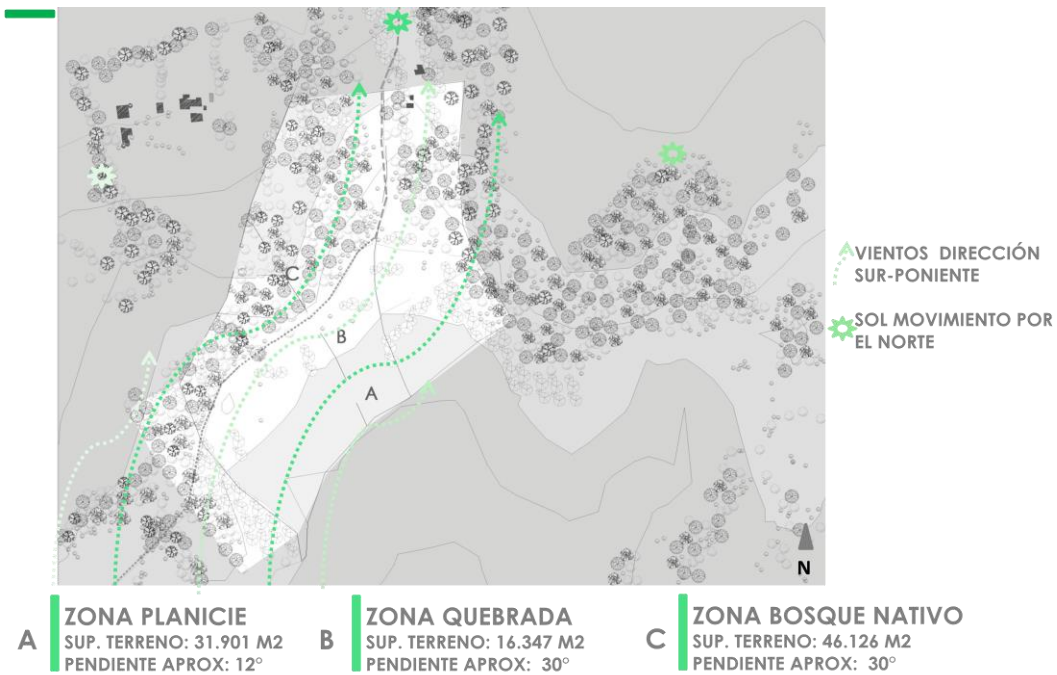 C
B
A
VIENTOS DIRECCIÓN
SUR-PONIENTE
SOL MOVIMIENTO POR
EL NORTE
N
A
ZONA PLANICIE
SUP. TERRENO: 31.901 M2
PENDIENTE APROX: 12°
B
ZONA QUEBRADA
SUP. TERRENO: 16.347 M2
PENDIENTE APROX: 30°
C
ZONA BOSQUE NATIVO
SUP. TERRENO: 46.126 M2
PENDIENTE APROX: 30°